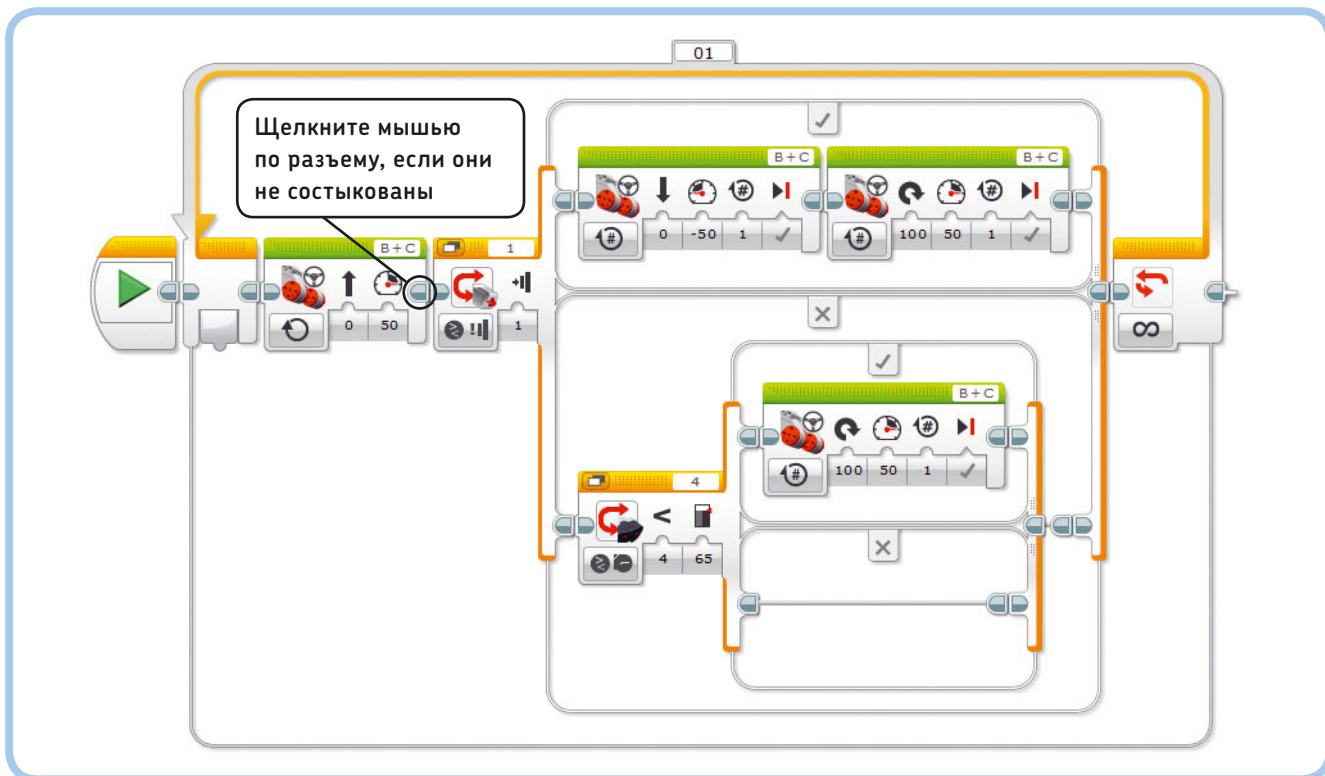 01
Щелкните мышью
по разъему, если они
не состыкованы
B+C
0 50
1
1
B+C
0 -50 1
B+C
100 50 1
B+C
100 50 1
4
<
4 65
∞